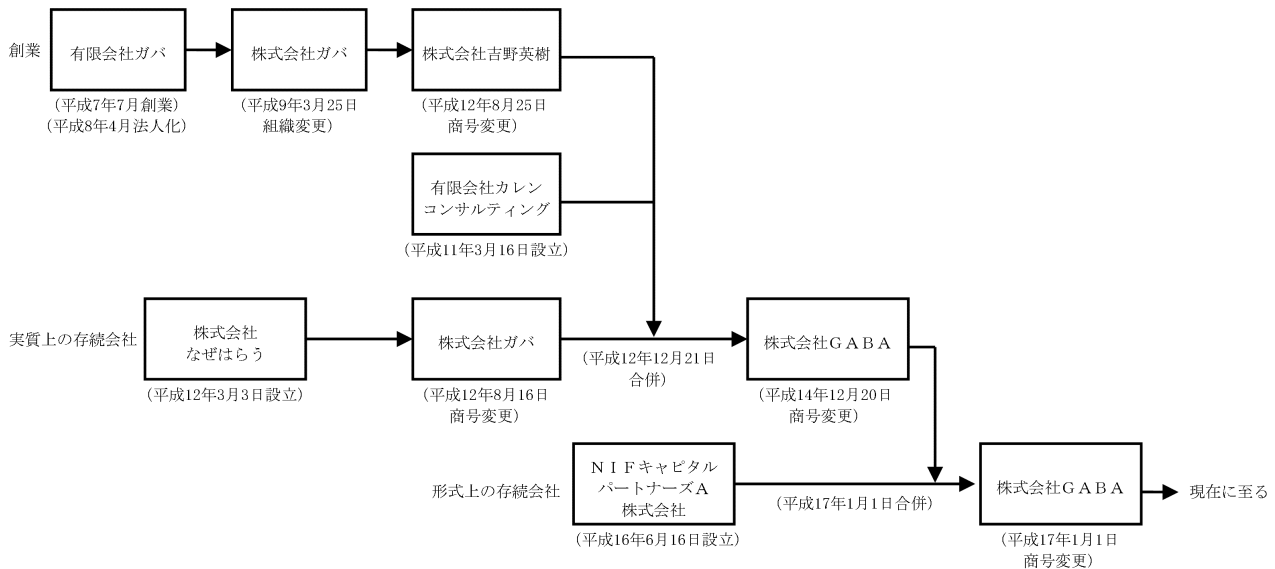 創業
有限会社ガバ
(平成7年7月創業)
(平成8年4月法人化)
株式会社ガバ
(平成9年3月25日
組織変更)
株式会社吉野英樹
(平成12年8月25日
商号変更)
有限会社カレン
コンサルティング
(平成11年3月16日設立)
実質上の存続会社
株式会社
なぜはらう
(平成12年3月3日設立)
株式会社ガバ
(平成12年8月16日
商号変更)
(平成12年12月21日
合併)
株式会社GABA
(平成14年12月20日
商号変更)
形式上の存続会社
NIFキャピタル
パートナーズA
株式会社
(平成16年6月16日設立)
(平成17年1月1日合併)
株式会社GABA
(平成17年1月1日
商号変更)
現在に至る